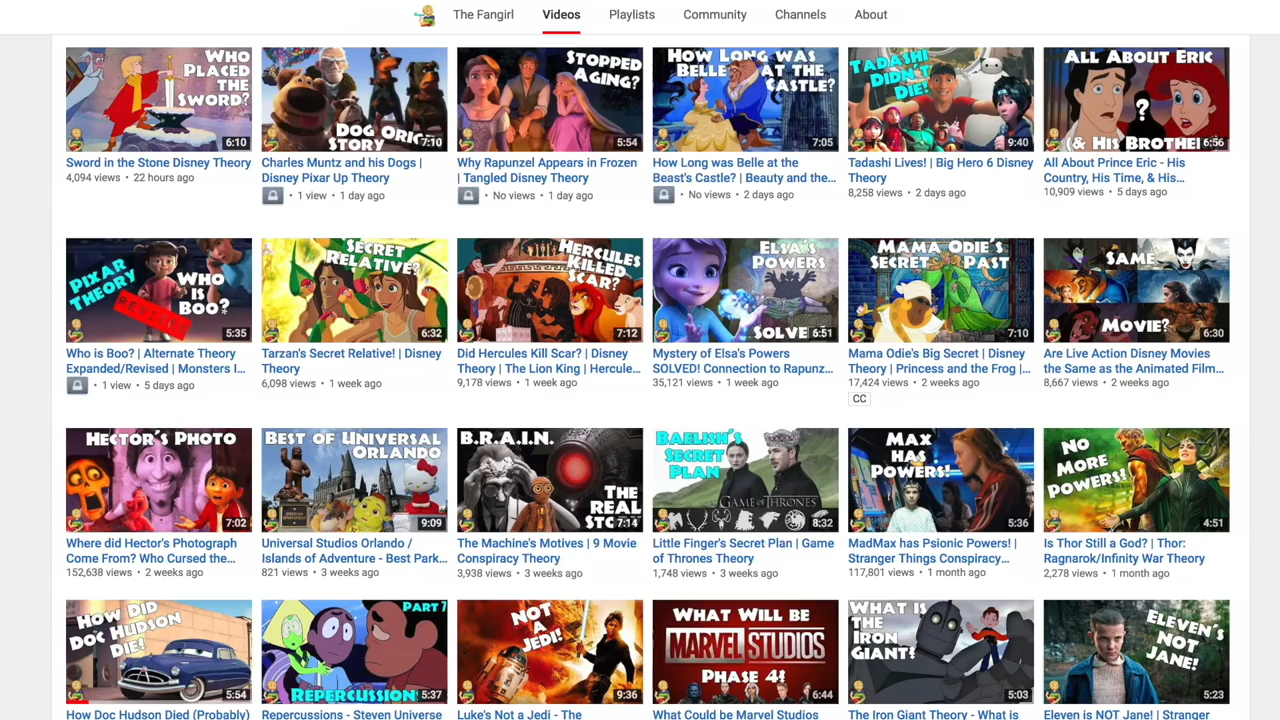 The Fangirl Videos Playlists Community Channels About
WHO
PLACED
THE
SWORD?
6:10
Sword in the Stone Disney Theory
4,094 views • 22 hours ago
DOG ORIG
STORY
7:10
Charles Muntz and his Dogs |
Disney Pixar Up Theory
• 1 view • 1 day ago
STOPPED
AGING?
5:54
Why Rapunzel Appears in Frozen
| Tangled Disney Theory
• No views • 1 day ago
HOW LONG WAS
BELLE AT THE
CASTLE?
7:05
How Long was Belle at the
Beast's Castle? | Beauty and the...
• No views • 2 days ago
TADASHI
DIDN'T
DIE!
9:40
Tadashi Lives! | Big Hero 6 Disney
Theory
8,258 views • 2 days ago
ALL ABOUT ERIC
?
(& HIS BROTHE
6:56
All About Prince Eric - His
Country, His Time, & His...
10,909 views • 5 days ago
PIXAR
THEORY
WHO
IS
BOO?
5:35
Who is Boo? | Alternate Theory
Expanded/Revised | Monsters I...
• 1 view • 5 days ago
SECRET
RELATIVE?
6:32
Tarzan's Secret Relative! | Disney
Theory
6,098 views • 1 week ago
HERCULES
KILLED
SCAR?
7:12
Did Hercules Kill Scar? | Disney
Theory | The Lion King | Hercule...
9,178 views • 1 week ago
ELSA'S
POWERS
SOLVE
6:51
Mystery of Elsa's Powers
SOLVED! Connection to Rapunz...
35,121 views • 1 week ago
MAMA ODIE'S
SECRET PAST
7:10
Mama Odie's Big Secret | Disney
Theory | Princess and the Frog |...
17,424 views • 2 weeks ago
CC
SAME
MOVIE?
6:30
Are Live Action Disney Movies
the Same as the Animated Film...
8,667 views • 2 weeks ago
HECTOR'S PHOTO
7:02
Where did Hector's Photograph
Come From? Who Cursed the...
152,638 views • 2 weeks ago
BEST OF UNIVERSAL
ORLANDO
9:09
Universal Studios Orlando /
Islands of Adventure - Best Park...
821 views • 3 weeks ago
B.R.A.I.N.
THE
REAL
STO
7:14
The Machine's Motives | 9 Movie
Conspiracy Theory
3,938 views • 3 weeks ago
BAELISH'S
SECRET
PLAN
GAME OF THRONES
8:32
Little Finger's Secret Plan | Game
of Thrones Theory
1,748 views • 3 weeks ago
MAX
HAS
POWERS!
5:36
MadMax has Psionic Powers! |
Stranger Things Conspiracy...
117,801 views • 1 month ago
NO
MORE
POWERS?
4:51
Is Thor Still a God? | Thor:
Ragnarok/Infinity War Theory
2,278 views • 1 month ago
HOW DID
DOC HUDSON
DIE!
5:54
How Doc Hudson Died (Probably)
PART 7
REPERCUSSION
5:37
Repercussions - Steven Universe
NOT
A
JEDI!
9:36
Luke's Not a Jedi - The
WHAT WILL BE
MARVEL STUDIOS
PHASE 4?
6:44
What Could be Marvel Studios
WHAT IS
THE
IRON
GIANT?
5:03
The Iron Giant Theory - What is
ELEVEN'S
NOT
JANE!
5:23
Eleven is NOT Jane! | Stranger